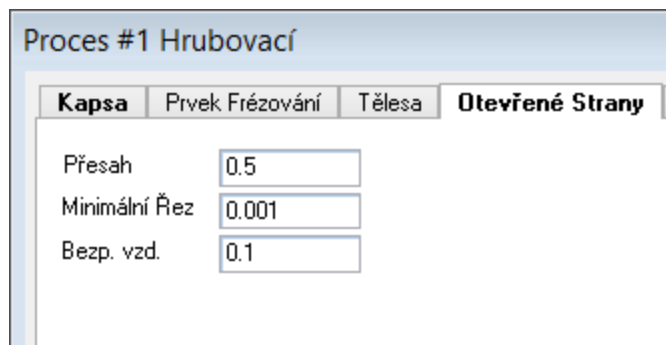 Proces #1 Hrubovací
Kapsa Prvek Frézování Tělesa Otevřené Strany
Přesah 0.5
Minimální Řez 0.001
Bezp. vzd. 0.1